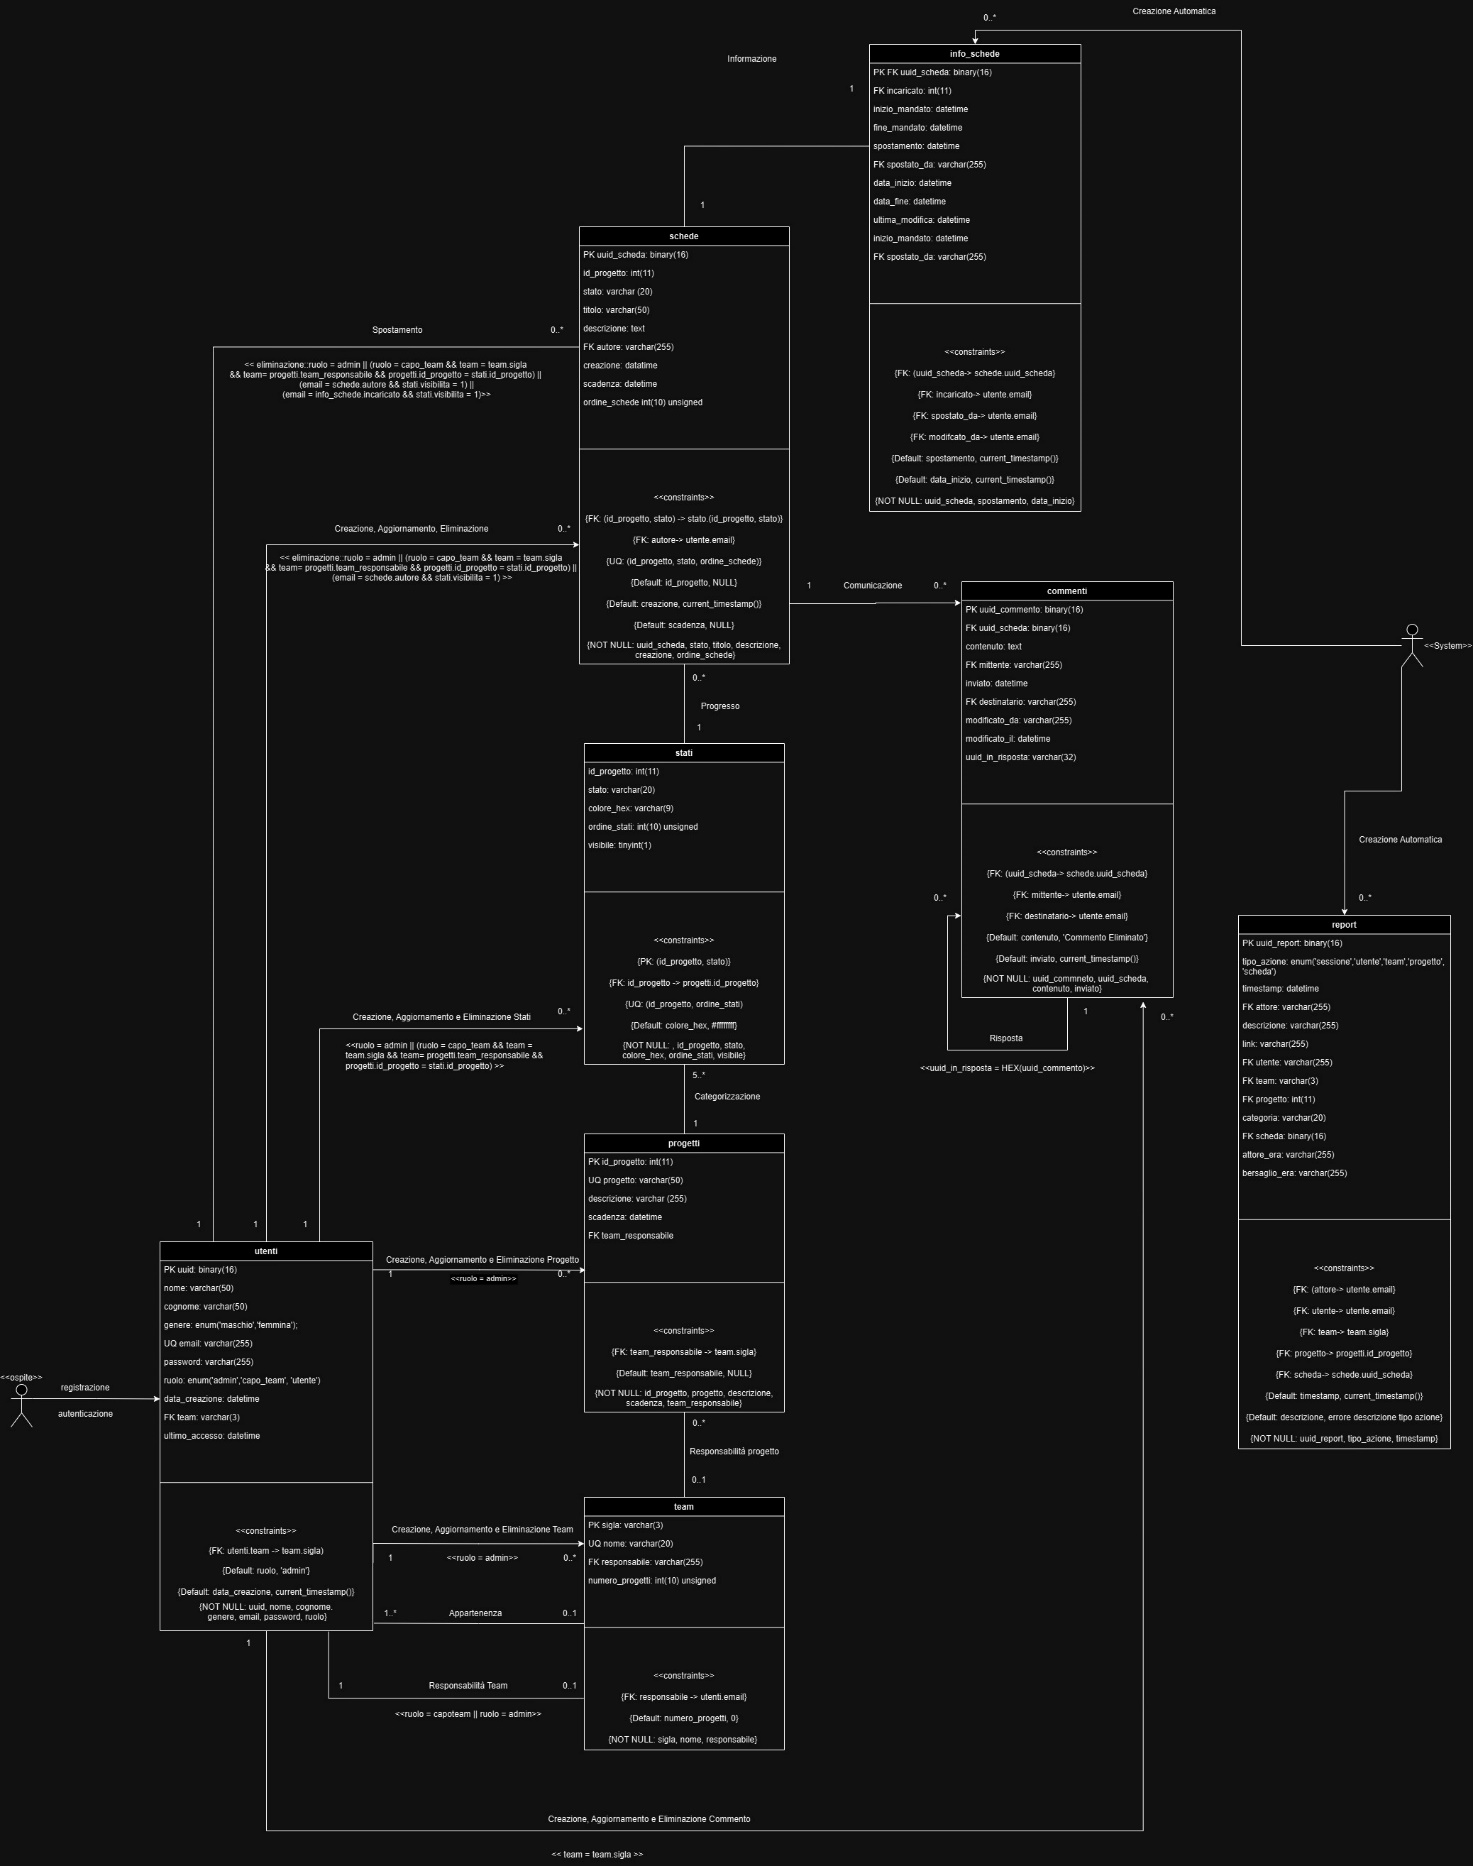 Creazione Automatica
0..*
info_schede
PK FK uuid_scheda: binary(16)
FK incaricato: int(11)
inizio_mandato: datetime
fine_mandato: datetime
spostamento: datetime
FK spostato_da: varchar(255)
data_inizio: datetime
data_fine: datetime
ultima_modifica: datetime
inizio_mandato: datetime
FK spostato_da: varchar(255)
<<constraints>>
{FK: (uuid_scheda-> schede.uuid_scheda}
{FK: incaricato-> utente.email}
{FK: spostato_da-> utente.email}
{FK: modifcato_da-> utente.email}
{Default: spostamento, current_timestamp()}
{Default: data_inizio, current_timestamp()}
{NOT NULL: uuid_scheda, spostamento, data_inizio}
Informazione
1
1
schede
PK uuid_scheda: binary(16)
id_progetto: int(11)
stato: varchar (20)
titolo: varchar(50)
descrizione: text
FK autore: varchar(255)
creazione: datatime
scadenza: datetime
ordine_schede int(10) unsigned
<<constraints>>
{FK: (id_progetto, stato) -> stato.(id_progetto, stato)}
{FK: autore-> utente.email}
{UQ: (id_progetto, stato, ordine_schede)}
{Default: id_progetto, NULL}
{Default: creazione, current_timestamp()}
{Default: scadenza, NULL}
{NOT NULL: uuid_scheda, stato, titolo, descrizione,
creazione, ordine_schede}
Spostamento
0..*
<< eliminazione::ruolo = admin || (ruolo = capo_team && team = team.sigla
&& team= progetti.team_responsabile && progetti.id_progetto = stati.id_progetto) ||
(email = schede.autore && stati.visibilita = 1) ||
(email = info_schede.incaricato && stati.visibilita = 1)>>
Creazione, Aggiornamento, Eliminazione
0..*
<< eliminazione::ruolo = admin || (ruolo = capo_team && team = team.sigla
&& team= progetti.team_responsabile && progetti.id_progetto = stati.id_progetto) ||
(email = schede.autore && stati.visibilita = 1) >>
1
Comunicazione
0..*
commenti
PK uuid_commento: binary(16)
FK uuid_scheda: binary(16)
contenuto: text
FK mittente: varchar(255)
inviato: datetime
FK destinatario: varchar(255)
modificato_da: varchar(255)
modificato_il: datetime
uuid_in_risposta: varchar(32)
<<constraints>>
{FK: (uuid_scheda-> schede.uuid_scheda}
{FK: mittente-> utente.email}
{FK: destinatario-> utente.email}
{Default: contenuto, 'Commento Eliminato'}
{Default: inviato, current_timestamp()}
{NOT NULL: uuid_commneto, uuid_scheda,
contenuto, inviato}
0..*
1
0..*
Risposta
<<uuid_in_risposta = HEX(uuid_commento)>>
<<System>>
Creazione Automatica
0..*
report
PK uuid_report: binary(16)
tipo_azione: enum('sessione','utente','team','progetto',
'scheda')
timestamp: datetime
FK attore: varchar(255)
descrizione: varchar(255)
link: varchar(255)
FK utente: varchar(255)
FK team: varchar(3)
FK progetto: int(11)
categoria: varchar(20)
FK scheda: binary(16)
attore_era: varchar(255)
bersaglio_era: varchar(255)
<<constraints>>
{FK: (attore-> utente.email}
{FK: utente-> utente.email}
{FK: team-> team.sigla}
{FK: progetto-> progetti.id_progetto}
{FK: scheda-> schede.uuid_scheda}
{Default: timestamp, current_timestamp()}
{Default: descrizione, errore descrizione tipo azione}
{NOT NULL: uuid_report, tipo_azione, timestamp}
0..*
Progresso
1
stati
id_progetto: int(11)
stato: varchar(20)
colore_hex: varchar(9)
ordine_stati: int(10) unsigned
visibile: tinyint(1)
<<constraints>>
{PK: (id_progetto, stato)}
{FK: id_progetto -> progetti.id_progetto}
{UQ: (id_progetto, ordine_stati)
{Default: colore_hex, #ffffffff}
{NOT NULL: , id_progetto, stato,
colore_hex, ordine_stati, visibile}
Creazione, Aggiornamento e Eliminazione Stati
0..*
<<ruolo = admin || (ruolo = capo_team && team =
team.sigla && team= progetti.team_responsabile &&
progetti.id_progetto = stati.id_progetto) >>
5..*
Categorizzazione
1
progetti
PK id_progetto: int(11)
UQ progetto: varchar(50)
descrizione: varchar (255)
scadenza: datetime
FK team_responsabile
<<constraints>>
{FK: team_responsabile -> team.sigla}
{Default: team_responsabile, NULL}
{NOT NULL: id_progetto, progetto, descrizione,
scadenza, team_responsabile}
1
1
1
utenti
PK uuid: binary(16)
nome: varchar(50)
cognome: varchar(50)
genere: enum('maschio','femmina');
UQ email: varchar(255)
password: varchar(255)
ruolo: enum('admin','capo_team', 'utente')
data_creazione: datetime
FK team: varchar(3)
ultimo_accesso: datetime
<<constraints>>
{FK: utenti.team -> team.sigla)
{Default: ruolo, 'admin'}
{Default: data_creazione, current_timestamp()}
{NOT NULL: uuid, nome, cognome.
genere, email, password, ruolo}
<<ospite>>
registrazione
autenticazione
Creazione, Aggiornamento e Eliminazione Progetto
1
<<ruolo = admin>>
0..*
0..*
Responsabilità progetto
0..1
team
PK sigla: varchar(3)
UQ nome: varchar(20)
FK responsabile: varchar(255)
numero_progetti: int(10) unsigned
<<constraints>>
{FK: responsabile -> utenti.email}
{Default: numero_progetti, 0}
{NOT NULL: sigla, nome, responsabile}
Creazione, Aggiornamento e Eliminazione Team
1
<<ruolo = admin>>
0..*
1..*
Appartenenza
0..1
1
1
Responsabilità Team
0..1
<<ruolo = capoteam || ruolo = admin>>
Creazione, Aggiornamento e Eliminazione Commento
<< team = team.sigla >>